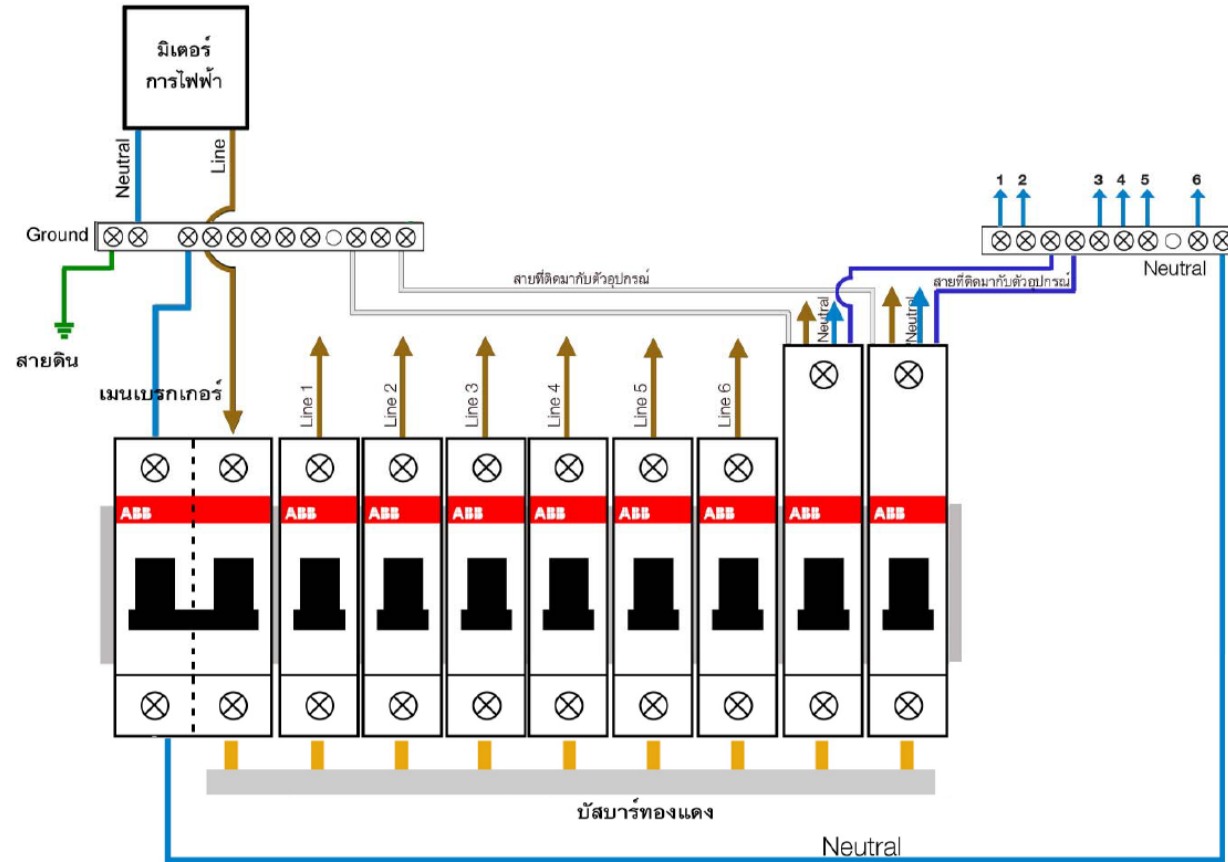 มิเตอร์
การไฟฟ้า
Neutral
Line
1 2 3 4 5 6
Ground
Neutral
สายที่ติดมากับตัวอุปกรณ์
สายที่ติดมากับตัวอุปกรณ์
Neutral
Neutral
สายดิน
เมนเบรกเกอร์
Line 1
Line 2
Line 3
Line 4
Line 5
Line 6
ABB
ABB
ABB
ABB
ABB
ABB
ABB
ABB
ABB
บัสบาร์ทองแดง
Neutral